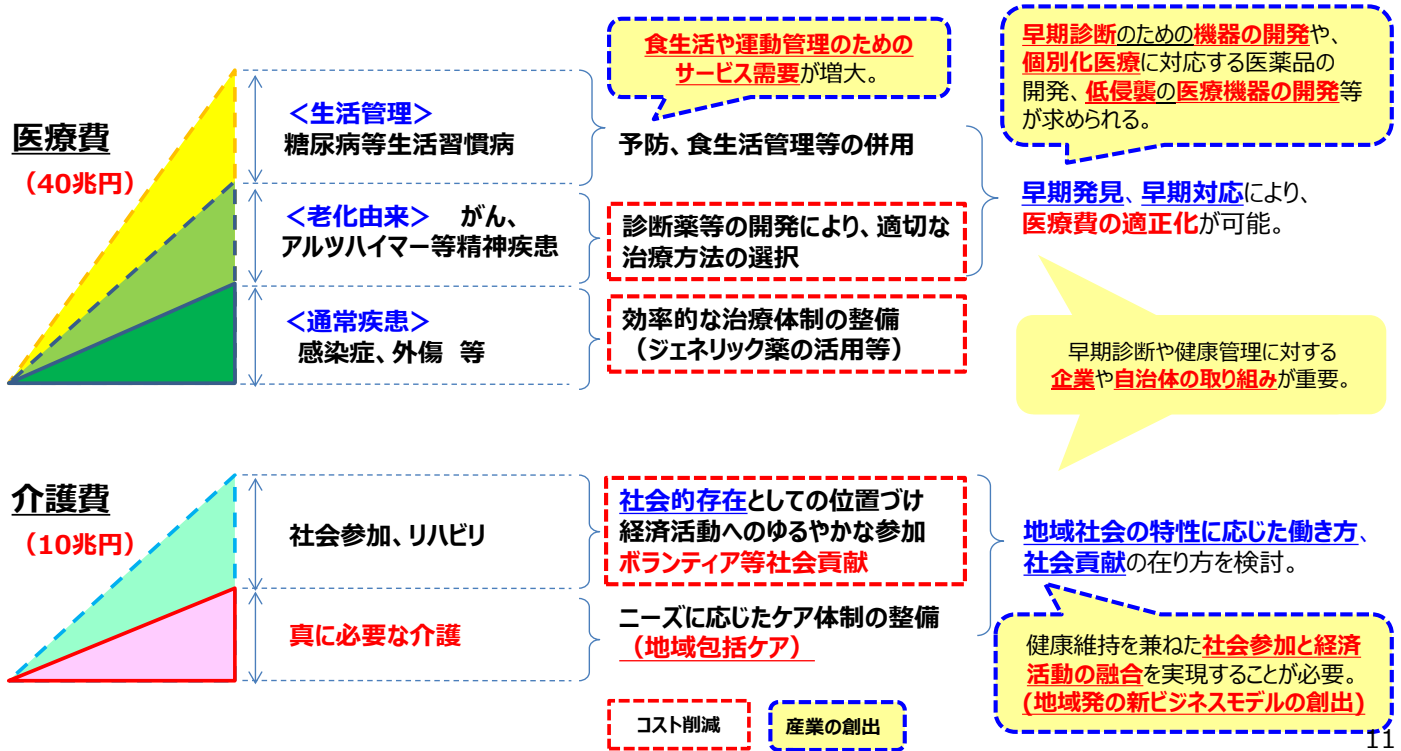 医療費
（40兆円）
＜生活管理＞
糖尿病等生活習慣病
＜老化由来＞　がん、
アルツハイマー等精神疾患
＜通常疾患＞
感染症、外傷　等
食生活や運動管理のための
サービス需要が増大。
予防、食生活管理等の併用
診断薬等の開発により、適切な
治療方法の選択
効率的な治療体制の整備
（ジェネリック薬の活用等）
早期診断のための機器の開発や、
個別化医療に対応する医薬品の
開発、低侵襲の医療機器の開発等
が求められる。
早期発見、早期対応により、
医療費の適正化が可能。
早期診断や健康管理に対する
企業や自治体の取り組みが重要。
介護費
（10兆円）
社会参加、リハビリ
真に必要な介護
社会的存在としての位置づけ
経済活動へのゆるやかな参加
ボランティア等社会貢献
ニーズに応じたケア体制の整備
（地域包括ケア）
地域社会の特性に応じた働き方、
社会貢献の在り方を検討。
健康維持を兼ねた社会参加と経済
活動の融合を実現することが必要。
(地域発の新ビジネスモデルの創出)
コスト削減
産業の創出
11